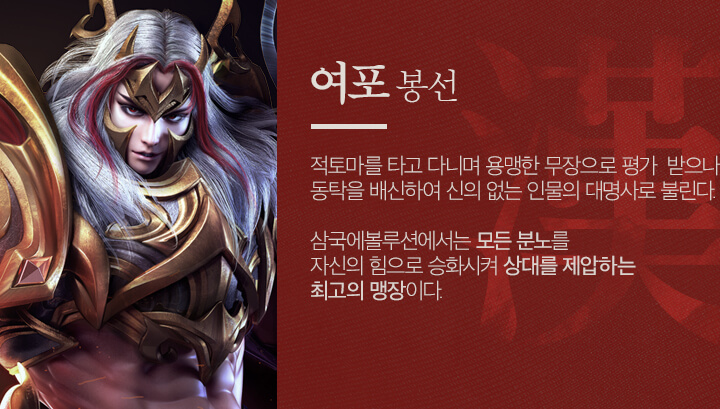 여포 봉선
적토마를 타고 다니며 용맹한 무장으로 평가 받으나
동탁을 배신하여 신의 없는 인물의 대명사로 불린다.
삼국에볼루션에서는 모든 분노를
자신의 힘으로 승화시켜 상대를 제압하는
최고의 맹장이다.
漢